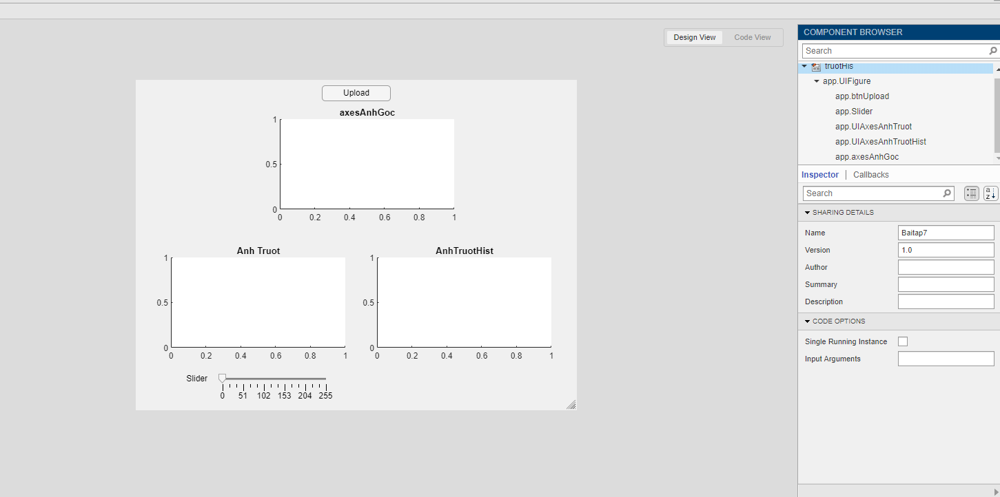 Design View Code View
Upload
axesAnhGoc
1
0.5
0
0 0.2 0.4 0.6 0.8 1
Anh Truot
1
0.5
0
0 0.2 0.4 0.6 0.8 1
AnhTruotHist
1
0.5
0
0 0.2 0.4 0.6 0.8 1
Slider
0 51 102 153 204 255
COMPONENT BROWSER
Search
truotHis
app.UIFigure
app.btnUpload
app.Slider
app.UIAxesAnhTruot
app.UIAxesAnhTruotHist
app.axesAnhGoc
Inspector | Callbacks
Search
a : z
SHARING DETAILS
Name Baitap7
Version 1.0
Author
Summary
Description
CODE OPTIONS
Single Running Instance
Input Arguments